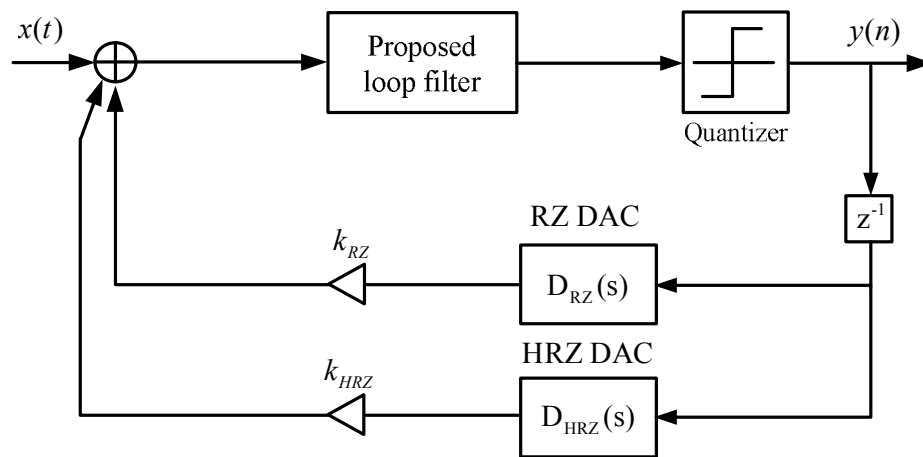 x(t)
Proposed
loop filter
y(n)
Quantizer
z⁻¹
RZ DAC
k_RZ
D_RZ(s)
HRZ DAC
k_HRZ
D_HRZ(s)